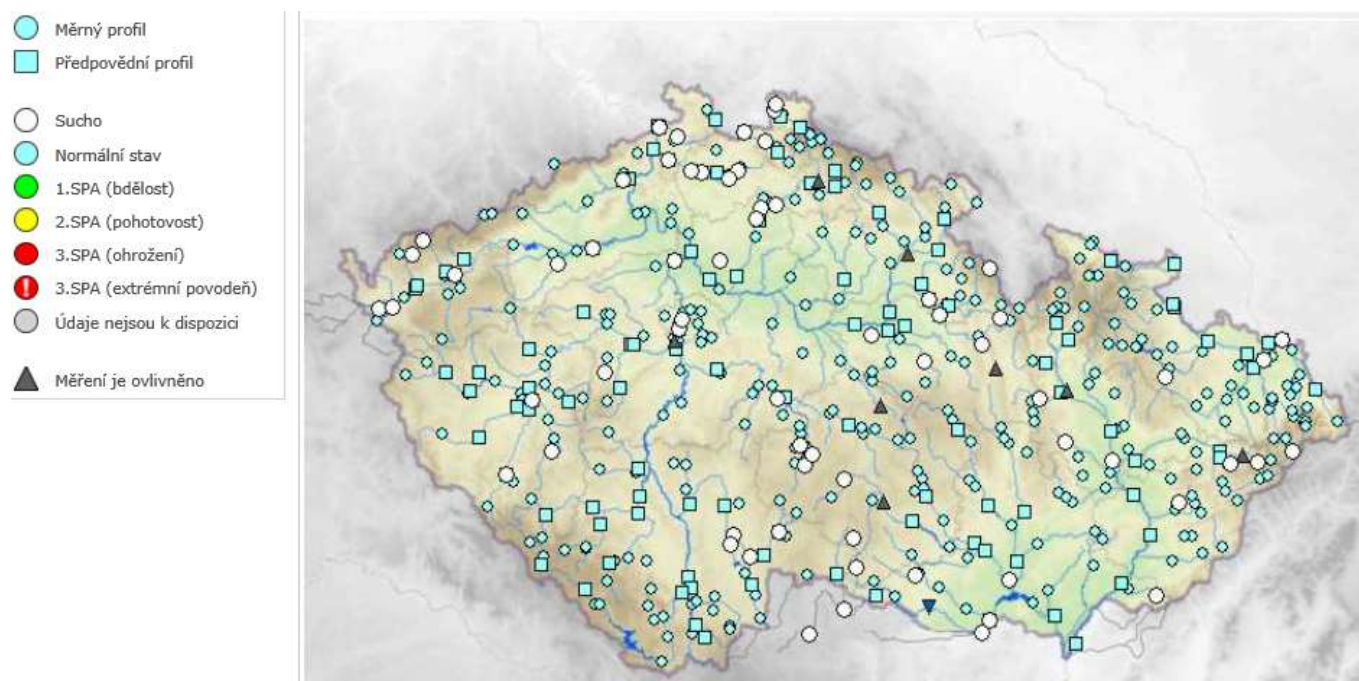 Měrný profil
Předpovědní profil
Sucho
Normální stav
1.SPA (bdělost)
2.SPA (pohotovost)
3.SPA (ohrožení)
3.SPA (extrémní povodeň)
Údaje nejsou k dispozici
Měření je ovlivněno